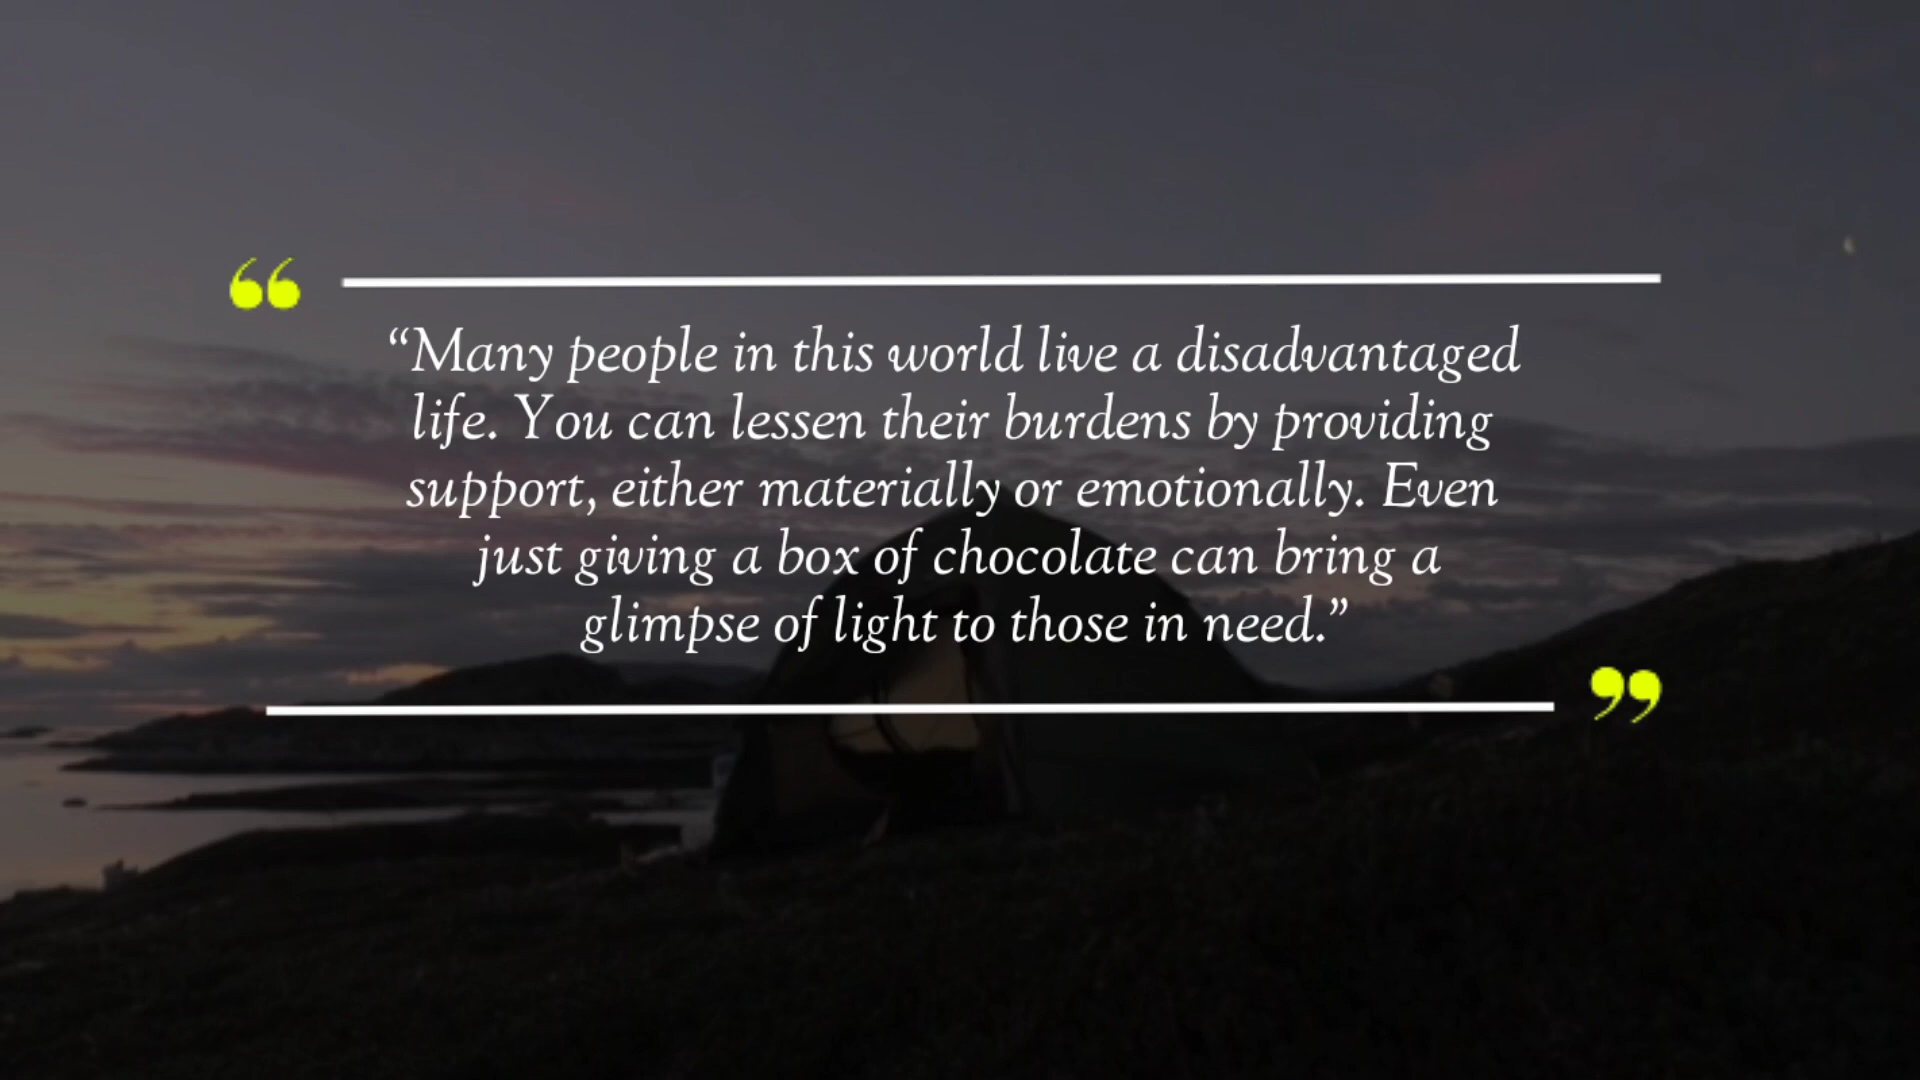 “Many people in this world live a disadvantaged
life. You can lessen their burdens by providing
support, either materially or emotionally. Even
just giving a box of chocolate can bring a
glimpse of light to those in need.”